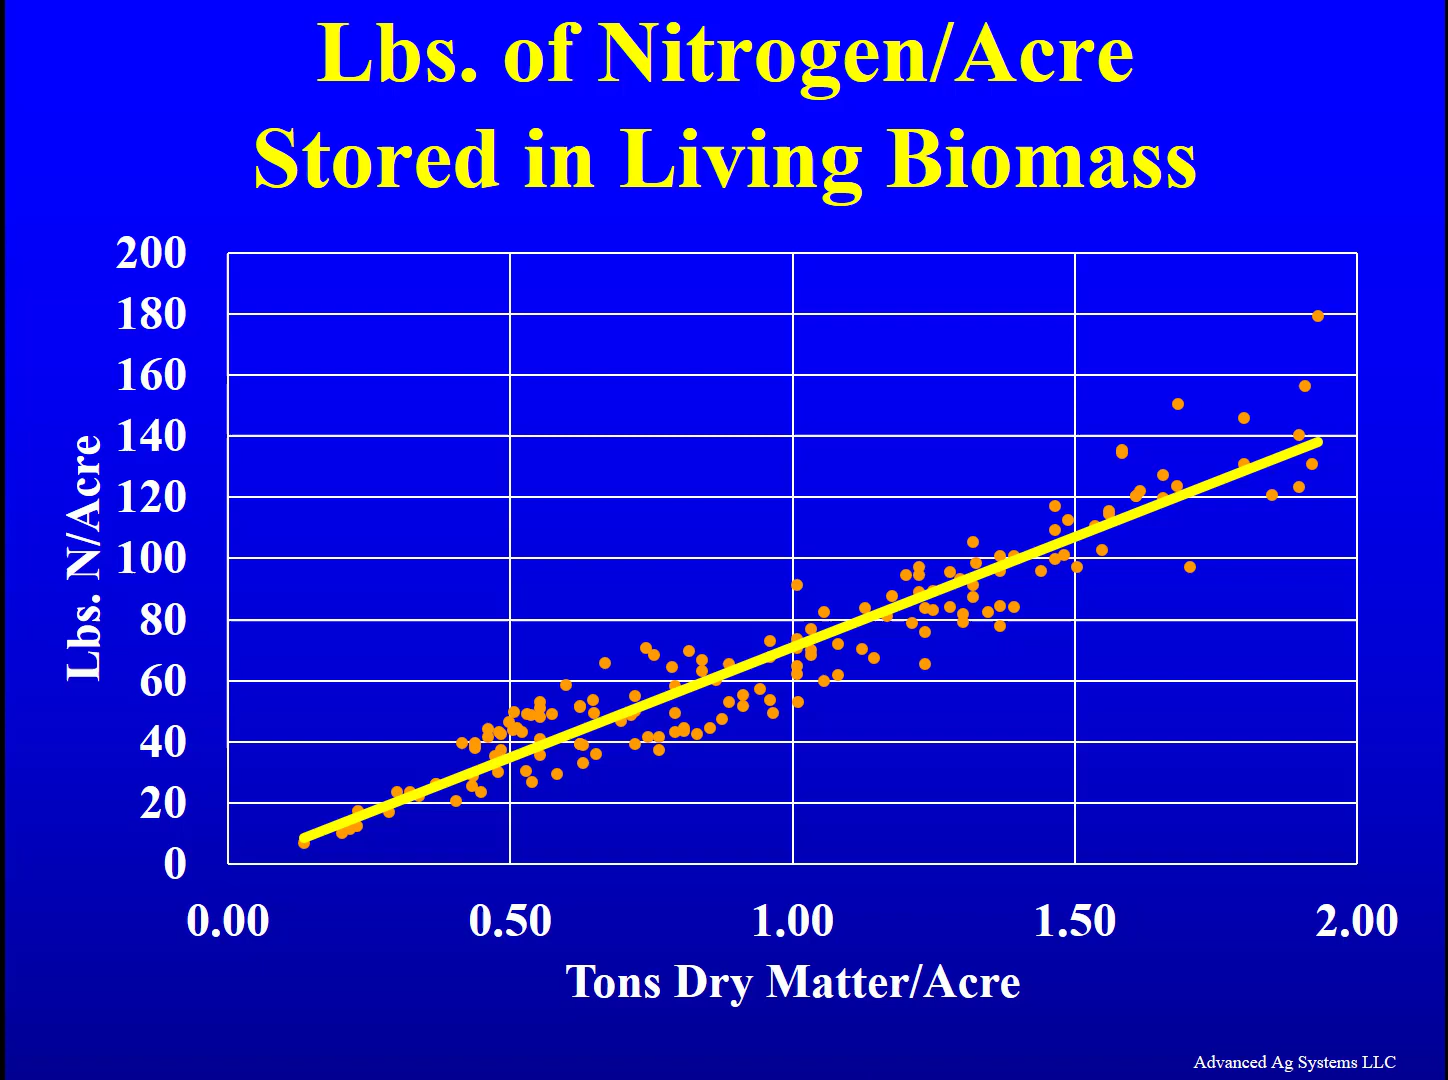 Lbs. of Nitrogen/Acre
Stored in Living Biomass
200
180
160
140
120
100
80
60
40
20
0
Lbs. N/Acre
0.00 0.50 1.00 1.50 2.00
Tons Dry Matter/Acre
Advanced Ag Systems LLC